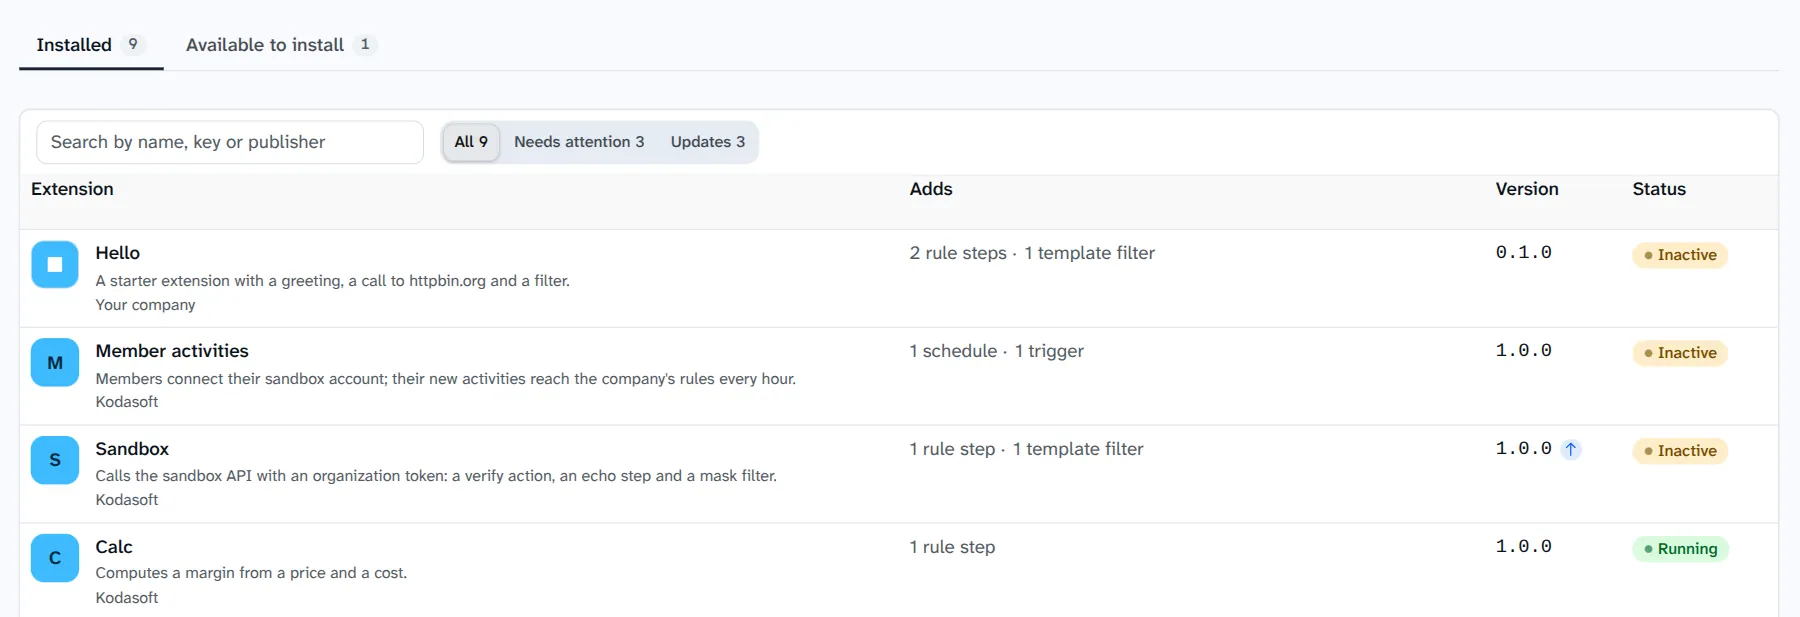 Installed 9 Available to install 1
Search by name, key or publisher All 9 Needs attention 3 Updates 3
Extension Adds Version Status
Hello 2 rule steps · 1 template filter 0.1.0 Inactive
A starter extension with a greeting, a call to httpbin.org and a filter.
Your company
M Member activities 1 schedule · 1 trigger 1.0.0 Inactive
Members connect their sandbox account; their new activities reach the company's rules every hour.
Kodasoft
S Sandbox 1 rule step · 1 template filter 1.0.0 ↑ Inactive
Calls the sandbox API with an organization token: a verify action, an echo step and a mask filter.
Kodasoft
C Calc 1 rule step 1.0.0 Running
Computes a margin from a price and a cost.
Kodasoft